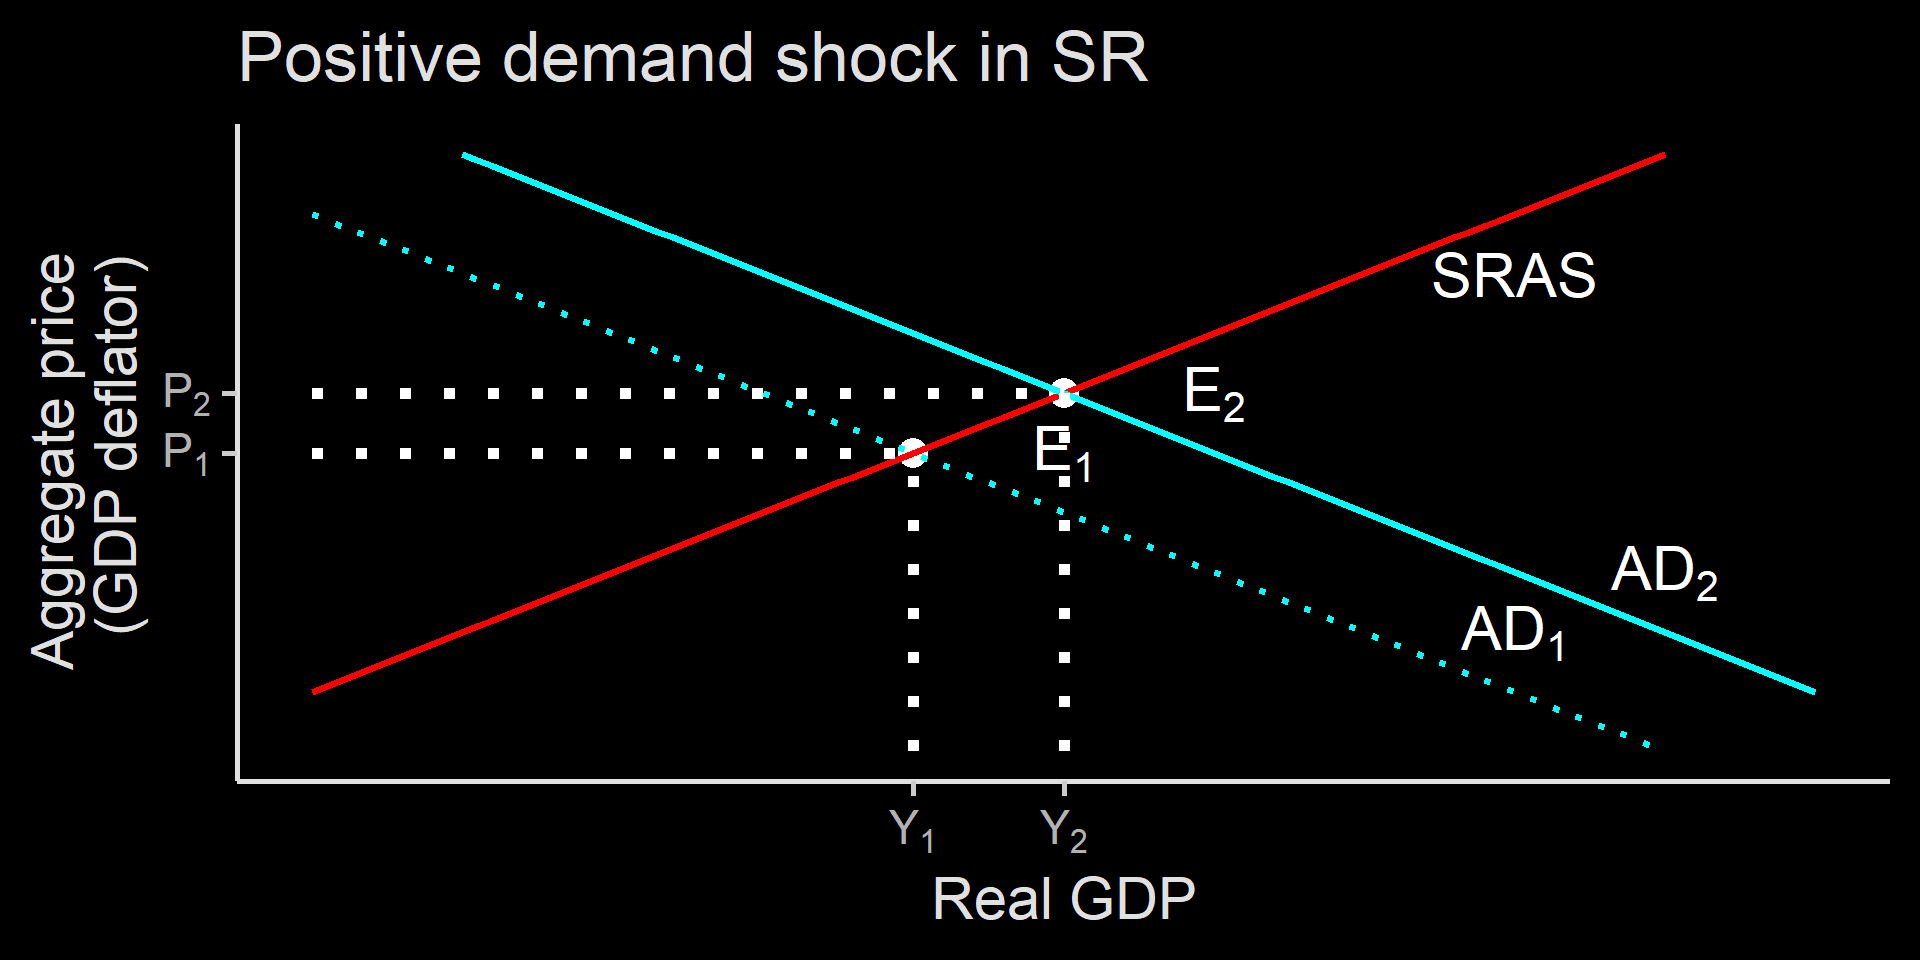 Positive demand shock in SR
Aggregate price
(GDP deflator)
SRAS
P₂
E₂
P₁
E₁
AD₂
AD₁
Y₁
Y₂
Real GDP